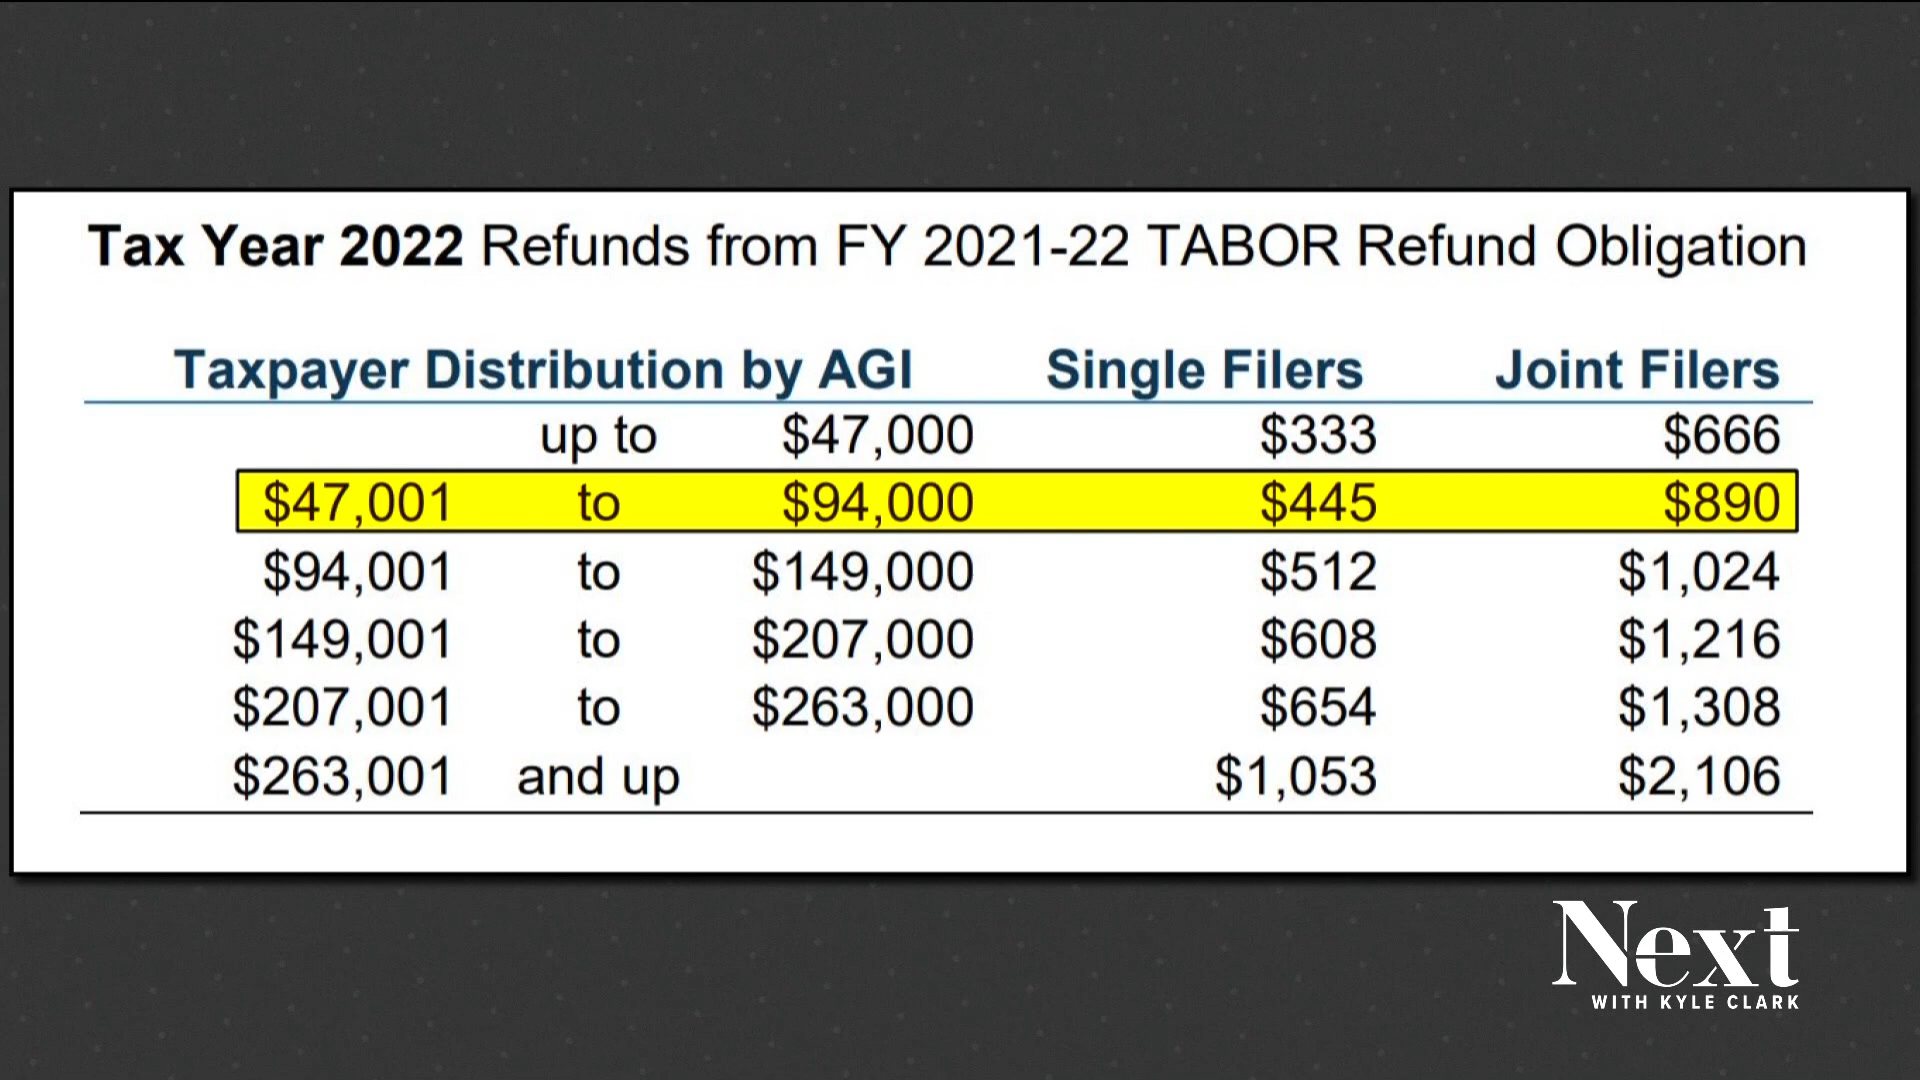 Tax Year 2022 Refunds from FY 2021-22 TABOR Refund Obligation
Taxpayer Distribution by AGI Single Filers Joint Filers
up to $47,000 $333 $666
$47,001 to $94,000 $445 $890
$94,001 to $149,000 $512 $1,024
$149,001 to $207,000 $608 $1,216
$207,001 to $263,000 $654 $1,308
$263,001 and up $1,053 $2,106
Next
WITH KYLE CLARK